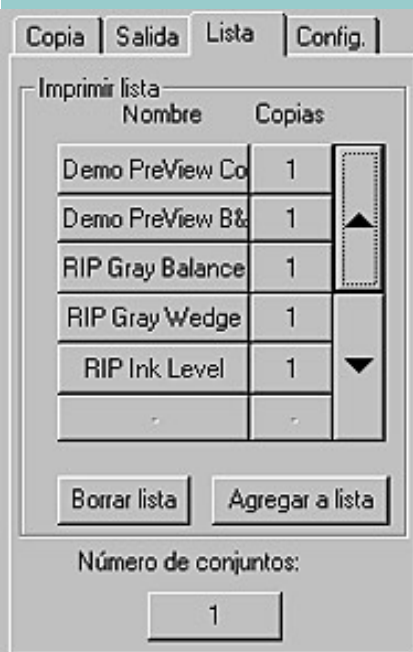 Copia Salida Lista Config.
Imprimir lista
Nombre Copias
Demo PreView Co 1
Demo PreView B& 1
RIP Gray Balance 1
RIP Gray Wedge 1
RIP Ink Level 1
- -
Borrar lista Agregar a lista
Número de conjuntos:
1